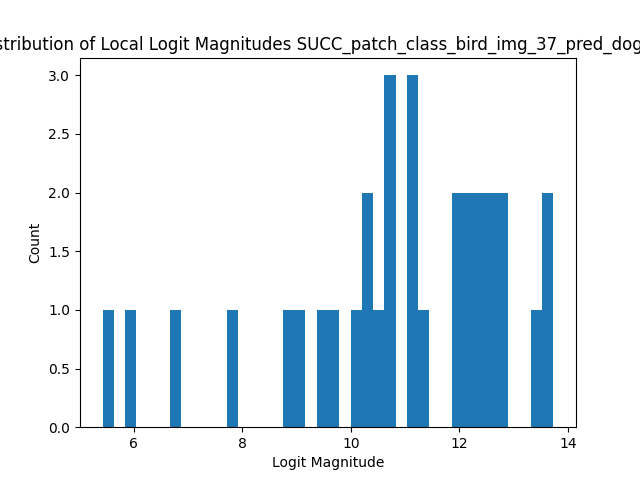 stribution of Local Logit Magnitudes SUCC_patch_class_bird_img_37_pred_dog
3.0
2.5
2.0
1.5
1.0
0.5
0.0
Count
6 8 10 12 14
Logit Magnitude